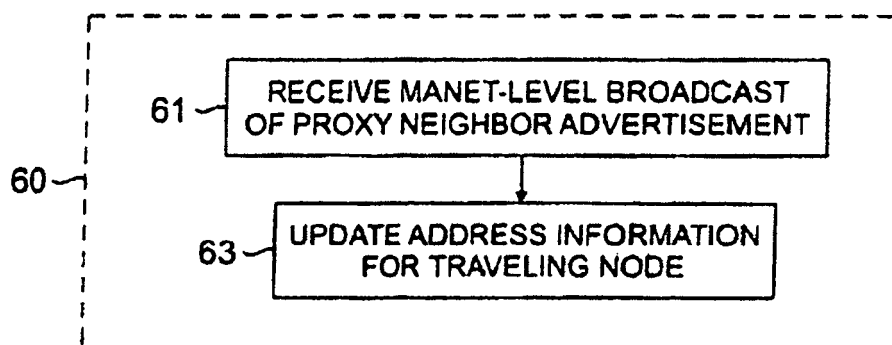 61
RECEIVE MANET-LEVEL BROADCAST
OF PROXY NEIGHBOR ADVERTISEMENT
60
63
UPDATE ADDRESS INFORMATION
FOR TRAVELING NODE